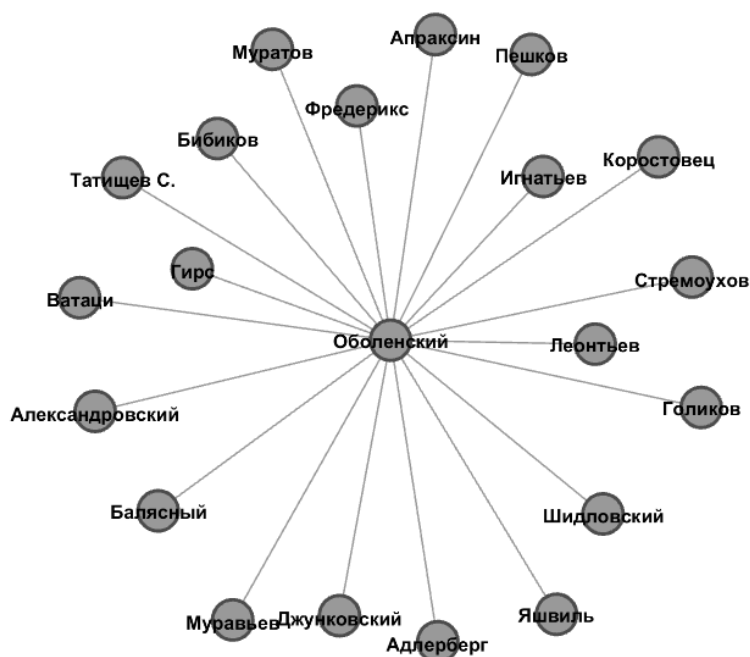 Апраксин
Муратов
Пешков
Фредерикс
Бибиков
Коростовец
Татищев С.
Игнатьев
Гирс
Стремоухов
Ватаци
Оболенский
Леонтьев
Голиков
Александровский
Балясный
Шидловский
Яшвиль
Джунковский
Муравьев
Адлерберг